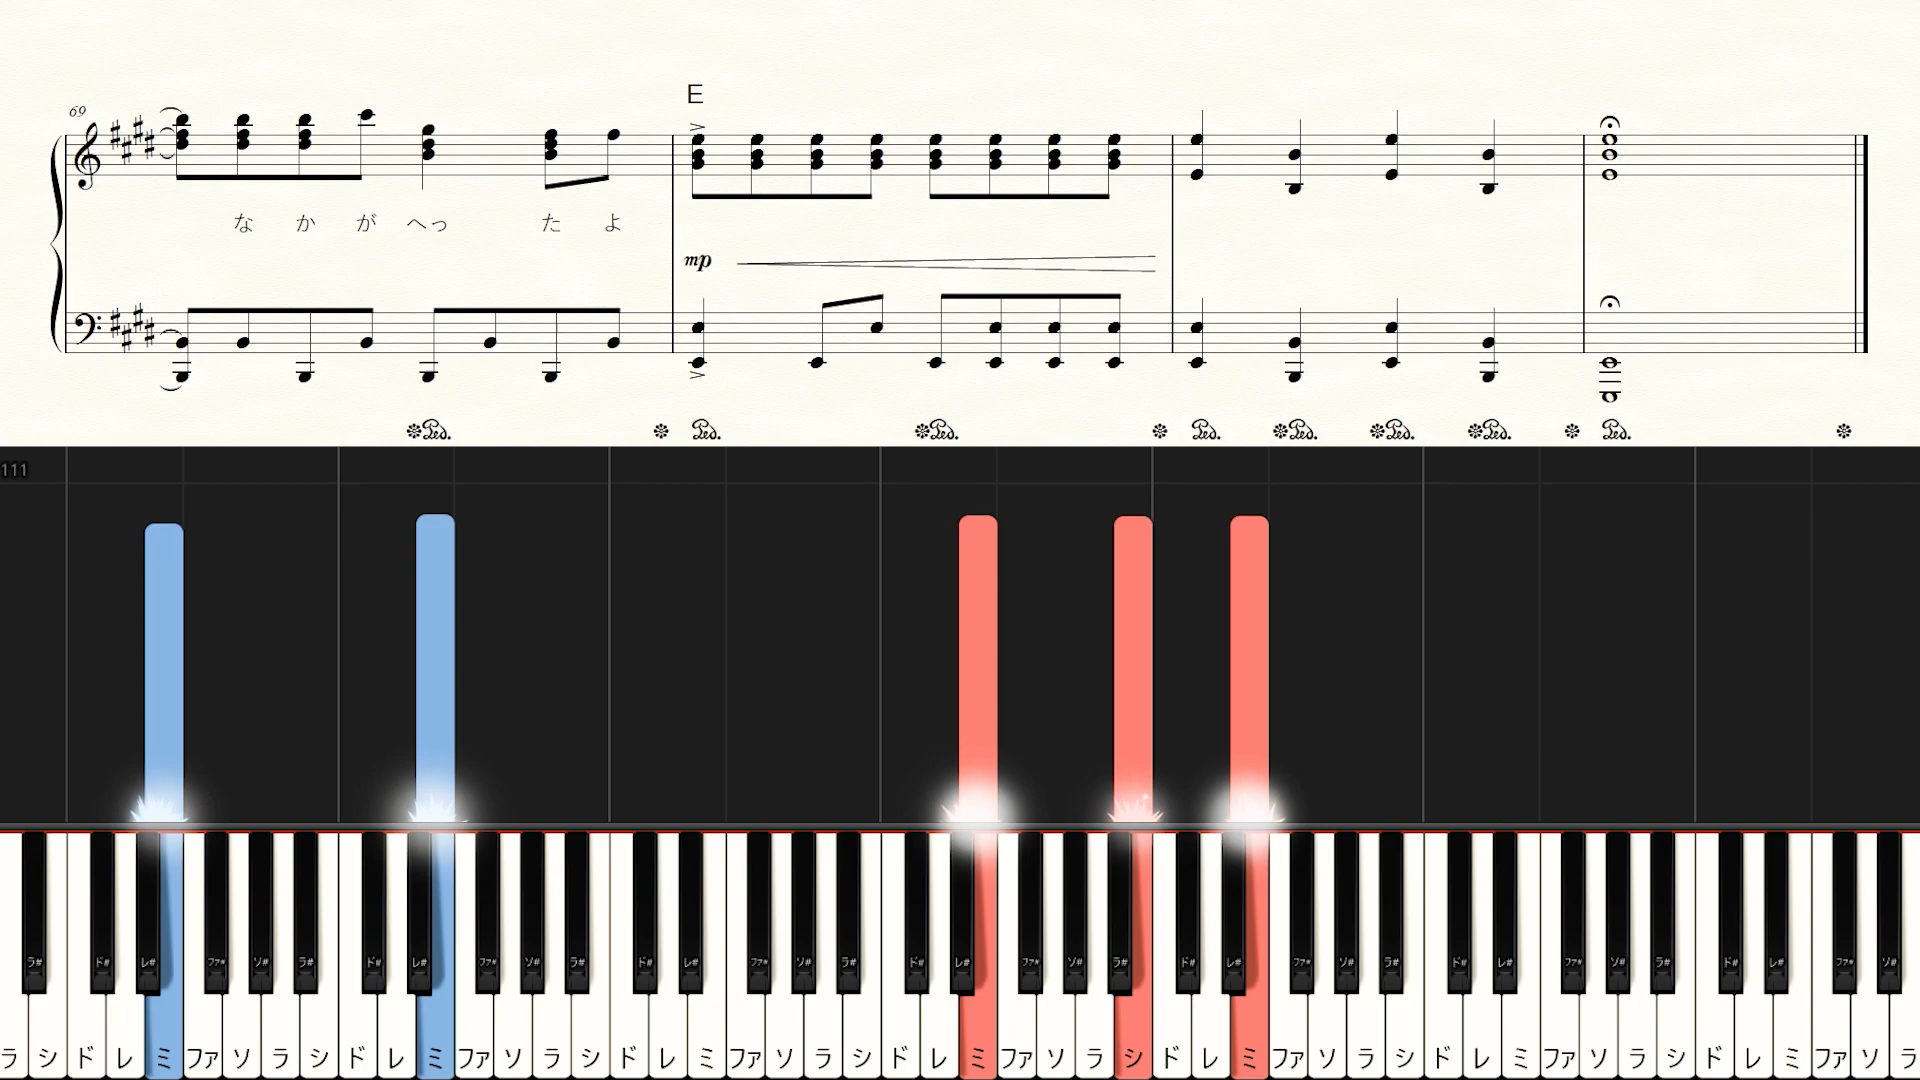 E
69
な か が へっ た よ
mp
Ped. Ped. Ped. Ped. Ped. Ped. Ped. Ped.
111
ラ# ド# レ# ファ# ソ# ラ# ド# レ# ファ# ソ# ラ# ド# レ# ファ# ソ# ラ# ド# レ# ファ# ソ# ラ# ド# レ# ファ# ソ# ラ# ド# レ# ファ# ソ# ラ# ド# レ# ファ# ソ#
ラ シ ド レ ミ ファ ソ ラ シ ド レ ミ ファ ソ ラ シ ド レ ミ ファ ソ ラ シ ド レ ミ ファ ソ ラ シ ド レ ミ ファ ソ ラ シ ド レ ミ ファ ソ ラ シ ド レ ミ ファ ソ ラ